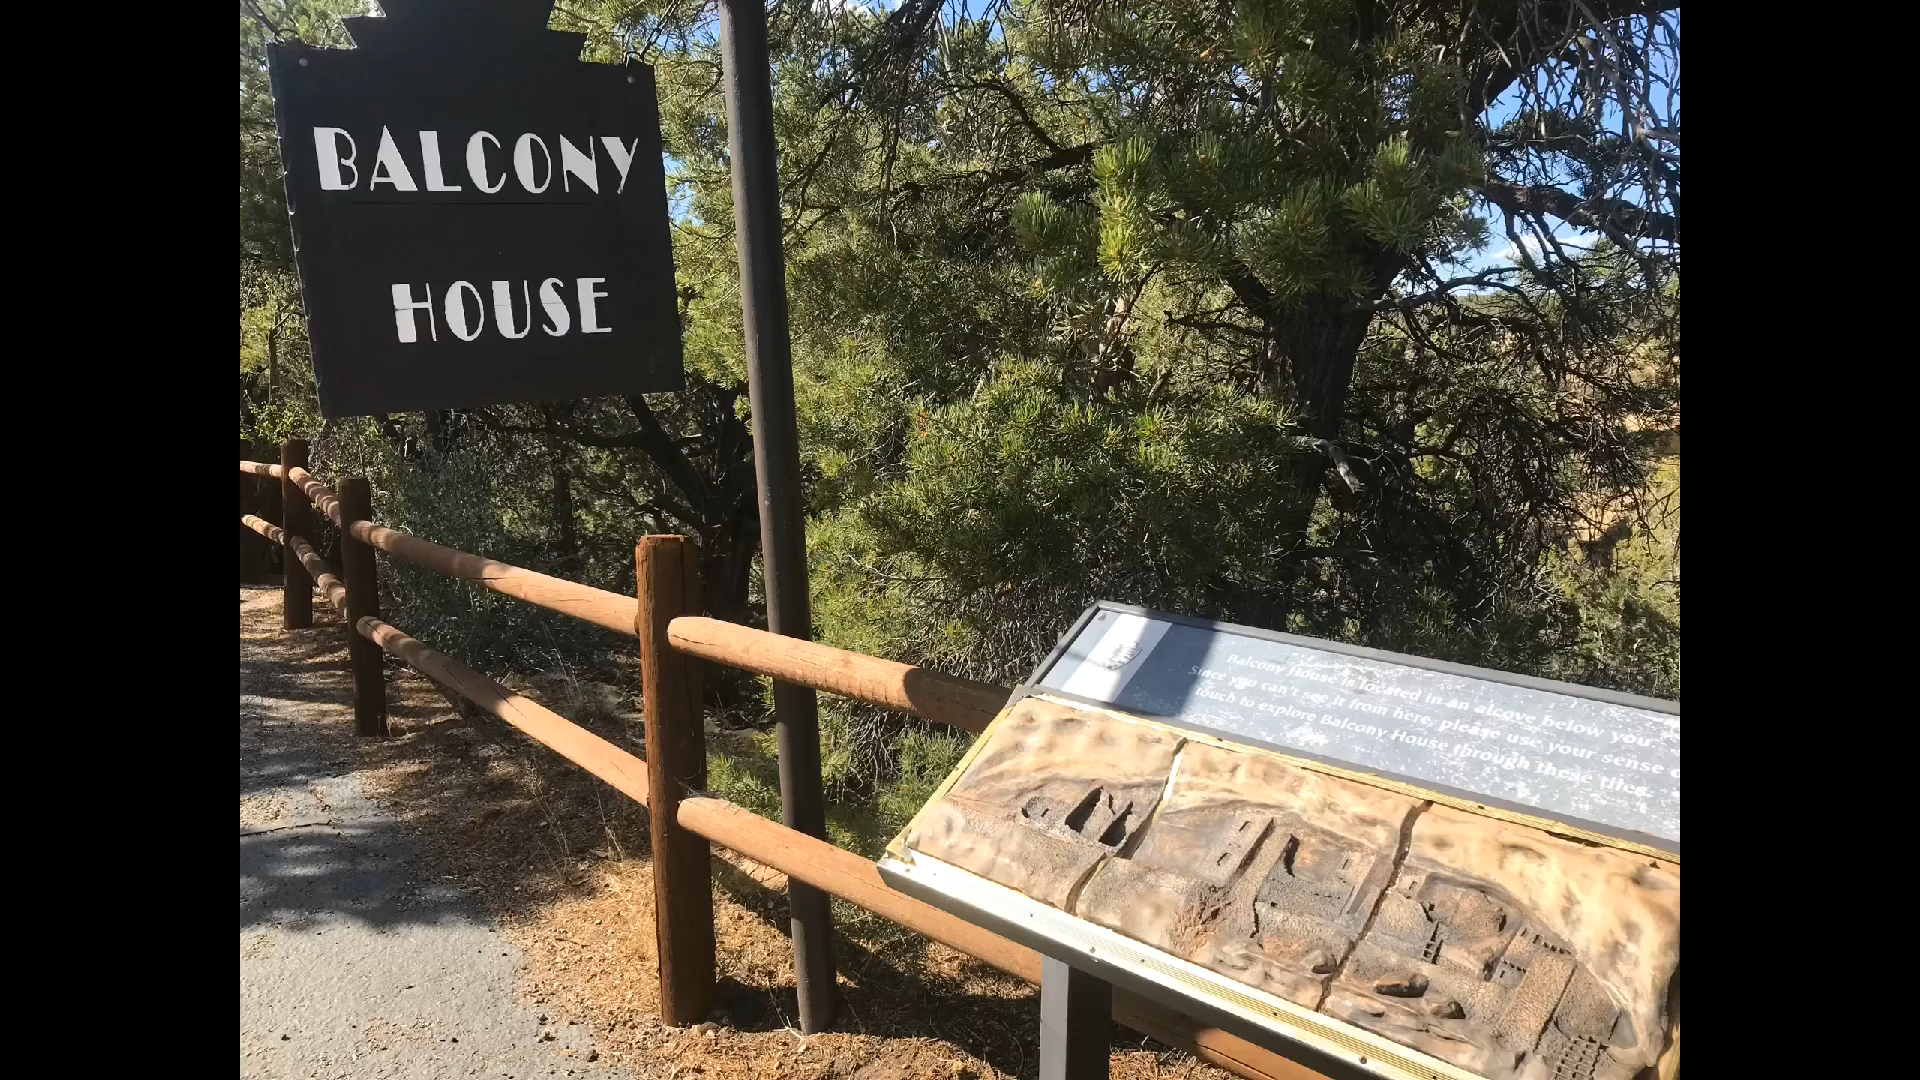 BALCONY
HOUSE
Balcony House is located in an alcove below you.
Since you can't see it from here, please use your sense
touch to explore Balcony House through these tiles.